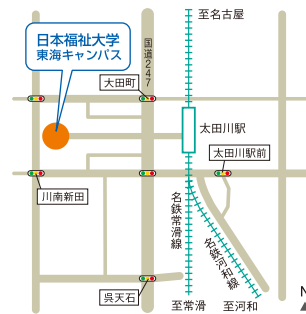 至名古屋
日本福祉大学
東海キャンパス
国道247
大田町
太田川駅
太田川駅前
川南新田
名鉄常滑線
名鉄河和線
呉天石
至常滑
至河和
N